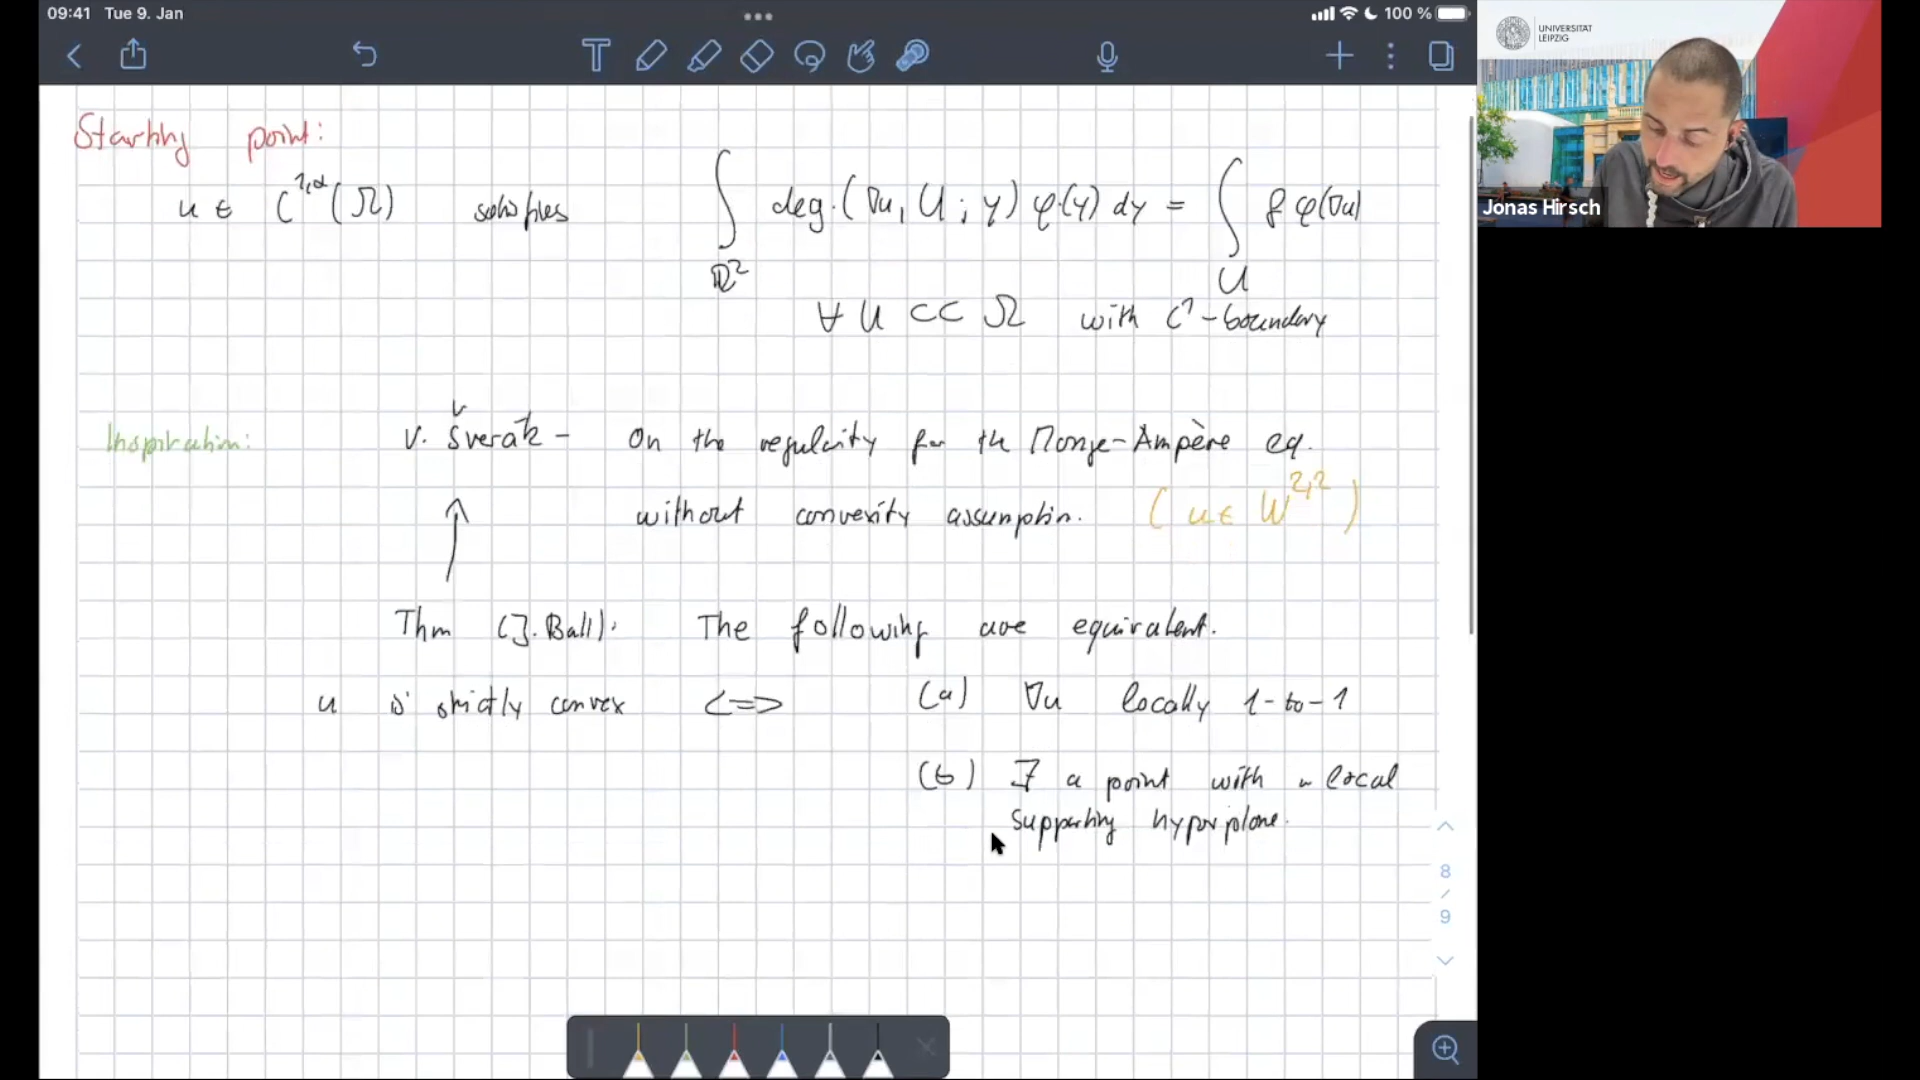 09:41 Tue 9. Jan
100 %
UNIVERSITÄT
LEIPZIG
Jonas Hirsch
Starting point:
u ∈ C^{1,α}(Ω) satisfies ∫_{ℝ²} deg.(∇u, U; y) φ(y) dy = ∫_U f φ(∇u)
∀ U ⊂⊂ Ω with C¹-boundary
Inspiration: V. Šverák – On the regularity for the Monge-Ampère eq.
without convexity assumption. (u ∈ W^{2,2})
Thm (J. Ball): The following are equivalent.
u is strictly convex <=> (a) ∇u locally 1-to-1
(b) ∃ a point with a local
supporting hyperplane.
8
/
9